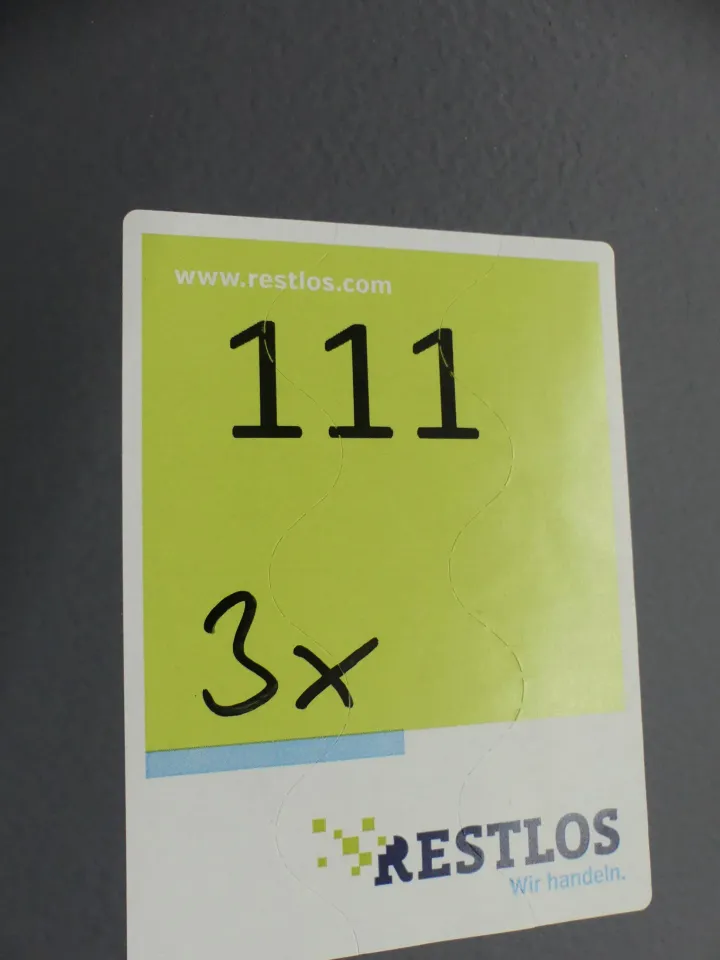 www.restlos.com
111
3x
RESTLOS
Wir handeln.